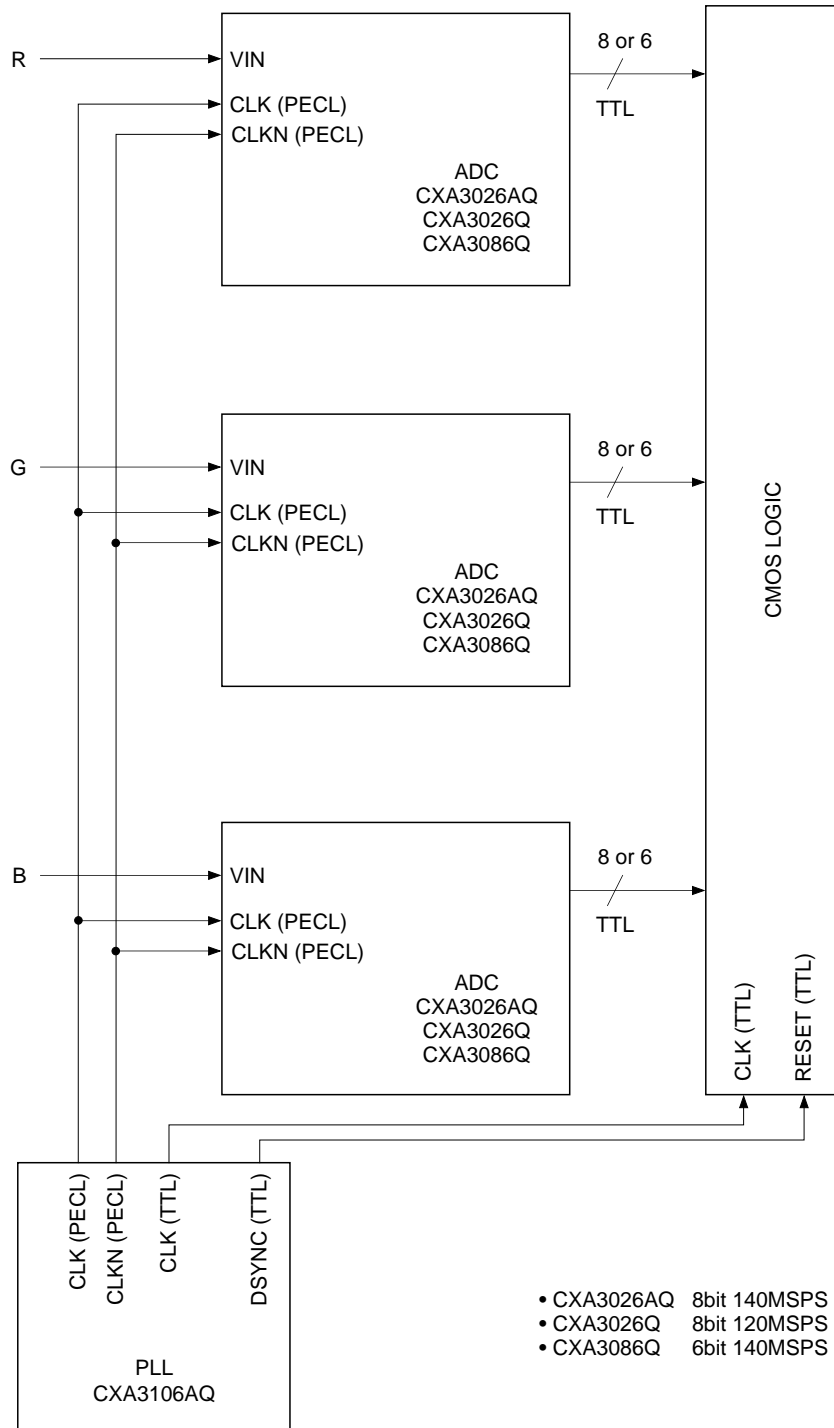 R
VIN
CLK (PECL)
CLKN (PECL)
ADC
CXA3026AQ
CXA3026Q
CXA3086Q
8 or 6
TTL
G
VIN
CLK (PECL)
CLKN (PECL)
ADC
CXA3026AQ
CXA3026Q
CXA3086Q
8 or 6
TTL
CMOS LOGIC
B
VIN
CLK (PECL)
CLKN (PECL)
ADC
CXA3026AQ
CXA3026Q
CXA3086Q
8 or 6
TTL
CLK (TTL)
RESET (TTL)
CLK (PECL)
CLKN (PECL)
CLK (TTL)
DSYNC (TTL)
PLL
CXA3106AQ
• CXA3026AQ 8bit 140MSPS
• CXA3026Q 8bit 120MSPS
• CXA3086Q 6bit 140MSPS